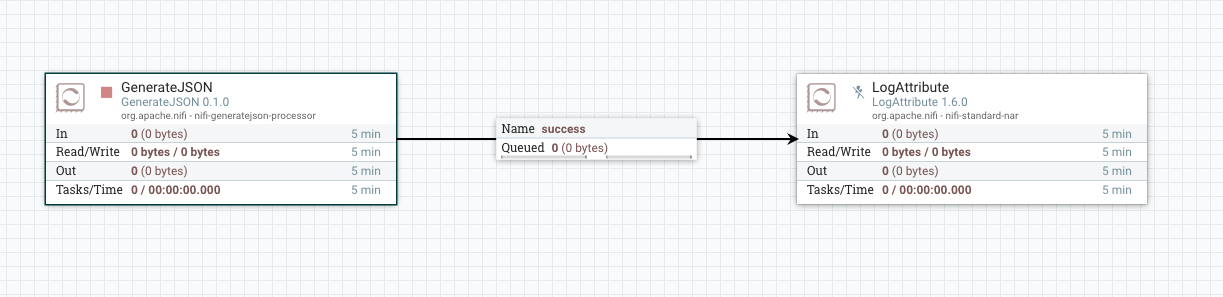 GenerateJSON
GenerateJSON 0.1.0
org.apache.nifi - nifi-generatejson-processor
In 0 (0 bytes) 5 min
Read/Write 0 bytes / 0 bytes 5 min
Out 0 (0 bytes) 5 min
Tasks/Time 0 / 00:00:00.000 5 min
Name success
Queued 0 (0 bytes)
LogAttribute
LogAttribute 1.6.0
org.apache.nifi - nifi-standard-nar
In 0 (0 bytes) 5 min
Read/Write 0 bytes / 0 bytes 5 min
Out 0 (0 bytes) 5 min
Tasks/Time 0 / 00:00:00.000 5 min